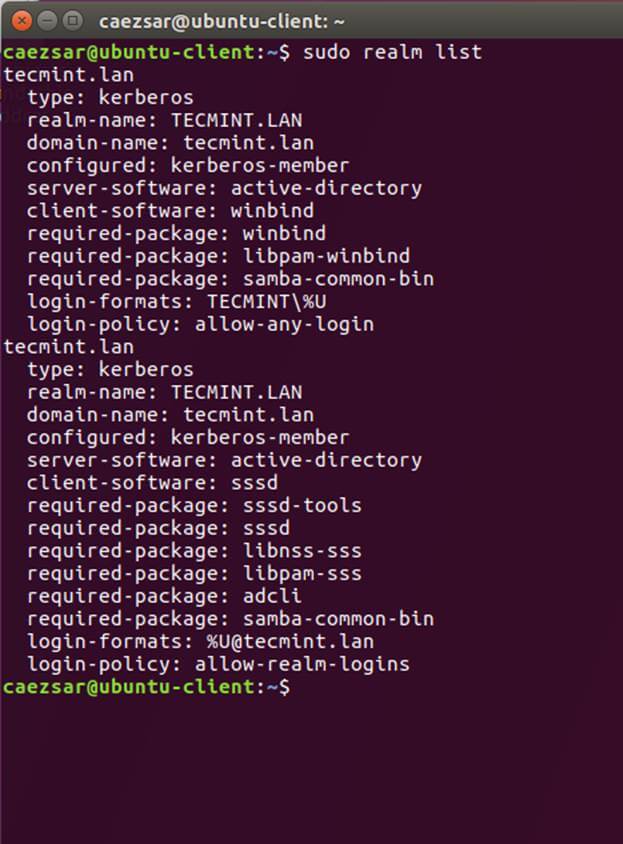 caezsar@ubuntu-client: ~
caezsar@ubuntu-client:~$ sudo realm list
tecmint.lan
  type: kerberos
  realm-name: TECMINT.LAN
  domain-name: tecmint.lan
  configured: kerberos-member
  server-software: active-directory
  client-software: winbind
  required-package: winbind
  required-package: libpam-winbind
  required-package: samba-common-bin
  login-formats: TECMINT\%U
  login-policy: allow-any-login
tecmint.lan
  type: kerberos
  realm-name: TECMINT.LAN
  domain-name: tecmint.lan
  configured: kerberos-member
  server-software: active-directory
  client-software: sssd
  required-package: sssd-tools
  required-package: sssd
  required-package: libnss-sss
  required-package: libpam-sss
  required-package: adcli
  required-package: samba-common-bin
  login-formats: %U@tecmint.lan
  login-policy: allow-realm-logins
caezsar@ubuntu-client:~$